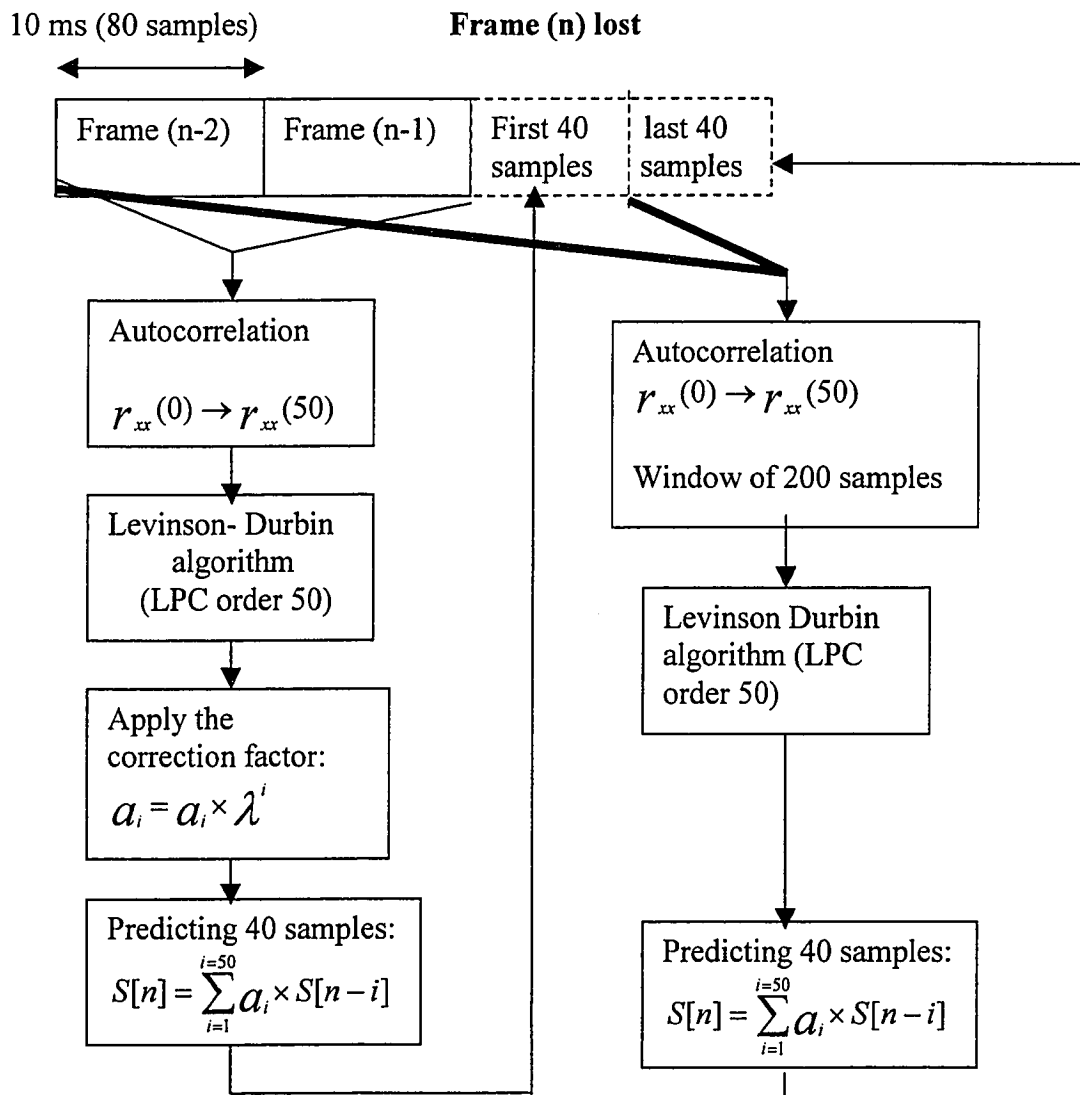 10 ms (80 samples)
Frame (n) lost
Frame (n-2)
Frame (n-1)
First 40
samples
last 40
samples
Autocorrelation
r_xx(0) → r_xx(50)
Levinson- Durbin
algorithm
(LPC order 50)
Apply the
correction factor:
a_i = a_i × λ^i
Predicting 40 samples:
S[n] = ∑_{i=1}^{i=50} a_i × S[n − i]
Autocorrelation
r_xx(0) → r_xx(50)
Window of 200 samples
Levinson Durbin
algorithm (LPC
order 50)
Predicting 40 samples:
S[n] = ∑_{i=1}^{i=50} a_i × S[n − i]